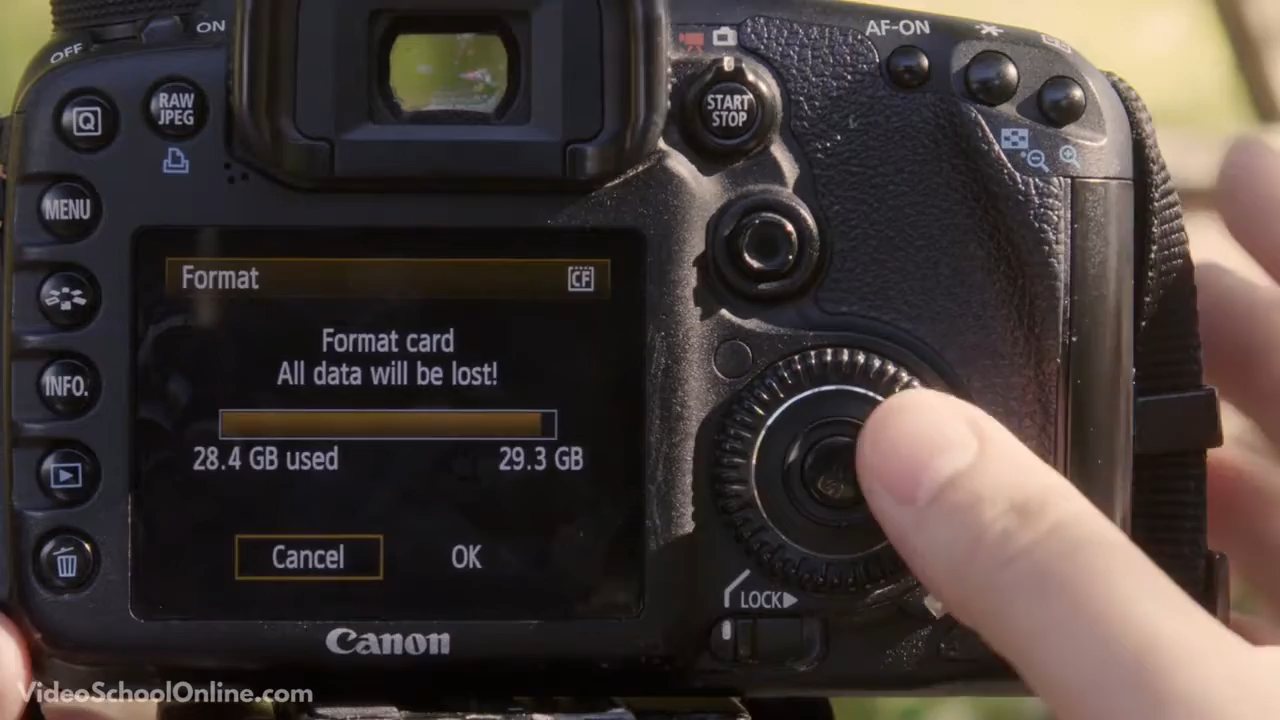 OFF
ON
AF-ON
RAW
JPEG
Q
START
STOP
MENU
Format
CF
Format card
All data will be lost!
INFO.
28.4 GB used
29.3 GB
Cancel
OK
LOCK
Canon
VideoSchoolOnline.com